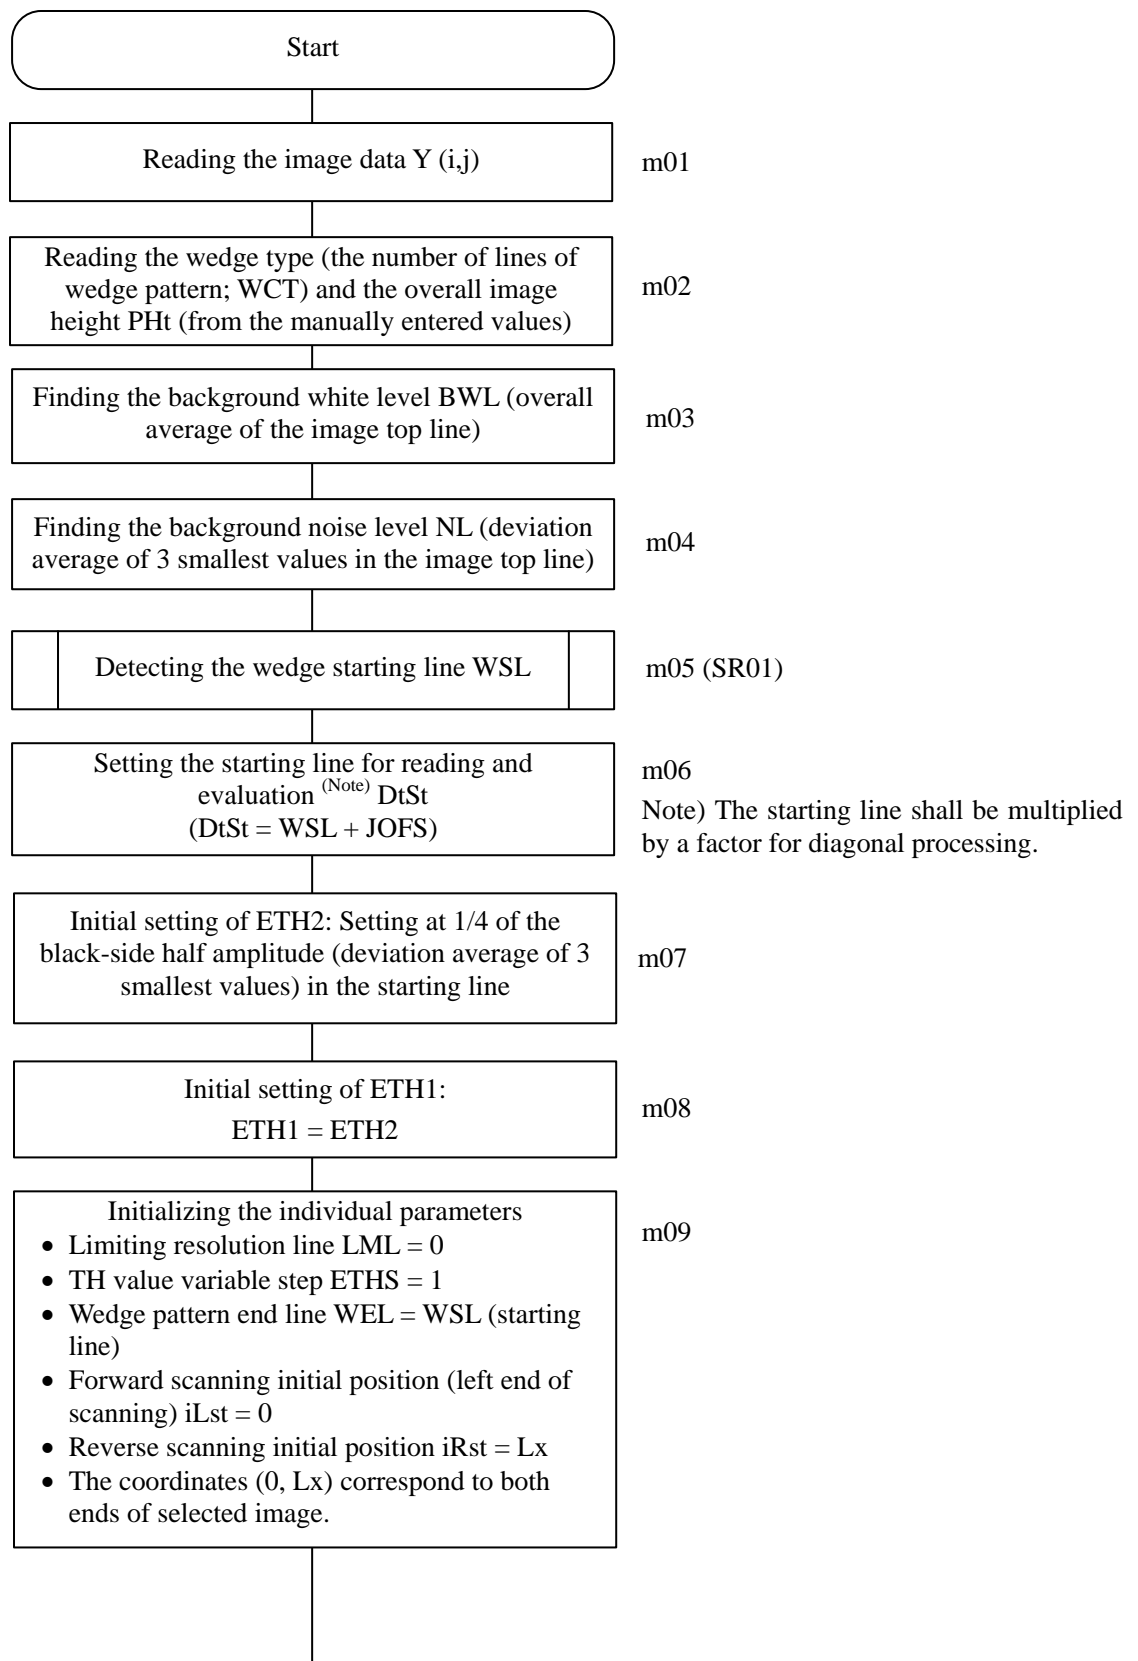 Start
Reading the image data Y (i,j)
m01
Reading the wedge type (the number of lines of
wedge pattern; WCT) and the overall image
height PHt (from the manually entered values)
m02
Finding the background white level BWL (overall
average of the image top line)
m03
Finding the background noise level NL (deviation
average of 3 smallest values in the image top line)
m04
Detecting the wedge starting line WSL
m05 (SR01)
Setting the starting line for reading and
evaluation (Note) DtSt
(DtSt = WSL + JOFS)
m06
Note) The starting line shall be multiplied
by a factor for diagonal processing.
Initial setting of ETH2: Setting at 1/4 of the
black-side half amplitude (deviation average of 3
smallest values) in the starting line
m07
Initial setting of ETH1:
ETH1 = ETH2
m08
Initializing the individual parameters
• Limiting resolution line LML = 0
• TH value variable step ETHS = 1
• Wedge pattern end line WEL = WSL (starting
line)
• Forward scanning initial position (left end of
scanning) iLst = 0
• Reverse scanning initial position iRst = Lx
• The coordinates (0, Lx) correspond to both
ends of selected image.
m09